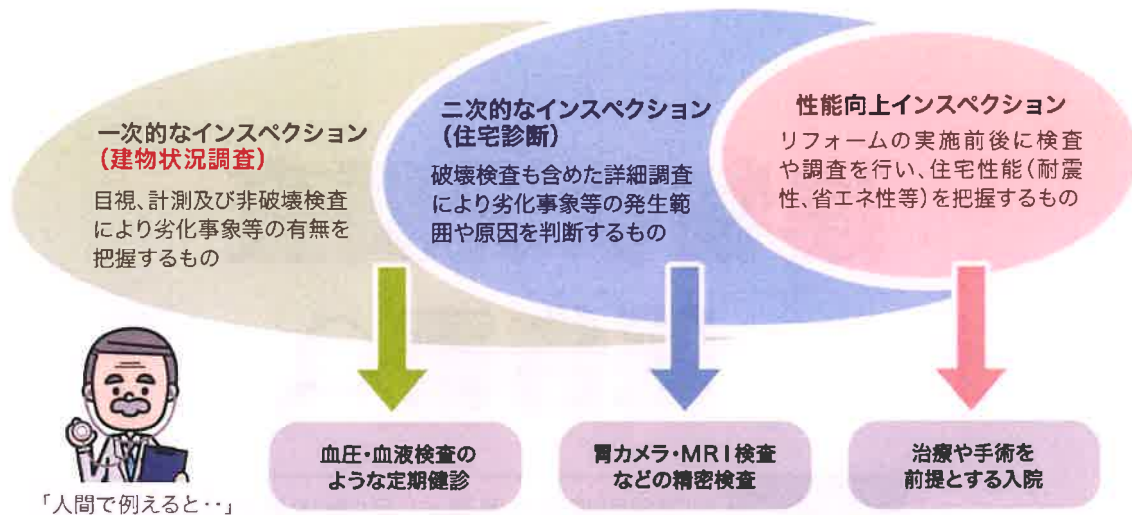 一次的なインスペクション
（建物状況調査）
目視、計測及び非破壊検査
により劣化事象等の有無を
把握するもの
二次的なインスペクション
（住宅診断）
破壊検査も含めた詳細調査
により劣化事象等の発生範
囲や原因を判断するもの
性能向上インスペクション
リフォームの実施前後に検査
や調査を行い、住宅性能（耐震
性、省エネ性等）を把握するもの
「人間で例えると‥」
血圧・血液検査の
ような定期健診
胃カメラ・MRI検査
などの精密検査
治療や手術を
前提とする入院